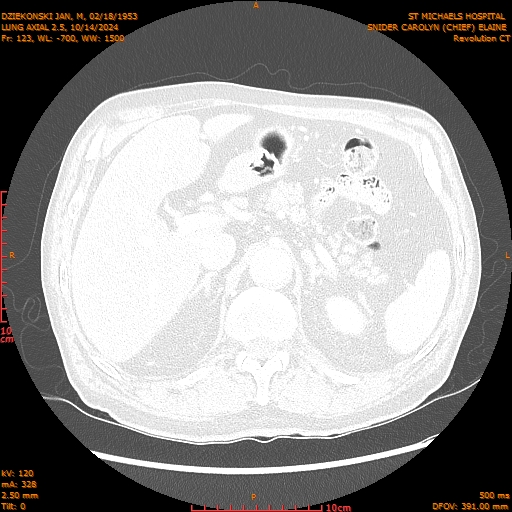 DZIEKONSKI JAN, M, 02/18/1953
LUNG AXIAL 2.5, 10/14/2024
Fr: 123, WL: -700, WW: 1500
A
ST MICHAELS HOSPITAL
SNIDER CAROLYN (CHIEF) ELAINE
Revolution CT
R
L
10
cm
kV: 120
mA: 328
2.50 mm
Tilt: 0
P
10cm
500 ms
DFOV: 391.00 mm